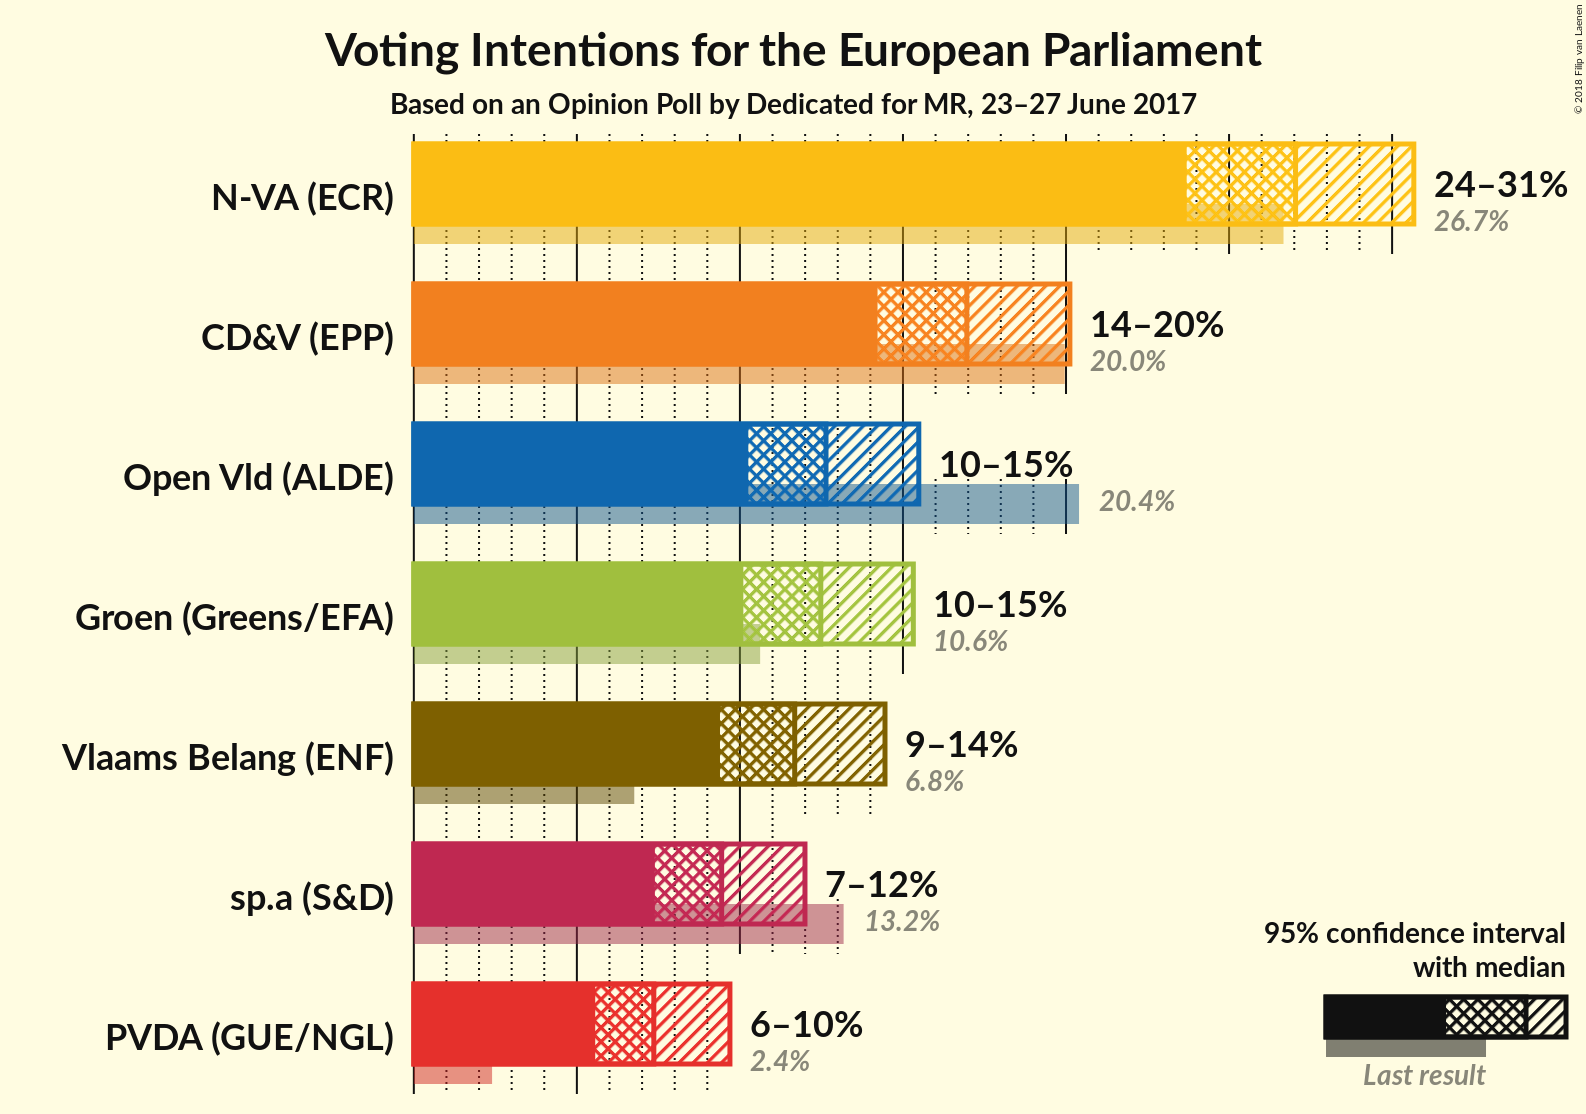 Voting Intentions for the European Parliament
Based on an Opinion Poll by Dedicated for MR, 23–27 June 2017
© 2018 Filip van Laenen
N-VA (ECR)
24–31%
26.7%
CD&V (EPP)
14–20%
20.0%
Open Vld (ALDE)
10–15%
20.4%
Groen (Greens/EFA)
10–15%
10.6%
Vlaams Belang (ENF)
9–14%
6.8%
sp.a (S&D)
7–12%
13.2%
PVDA (GUE/NGL)
6–10%
2.4%
95% confidence interval
with median
Last result